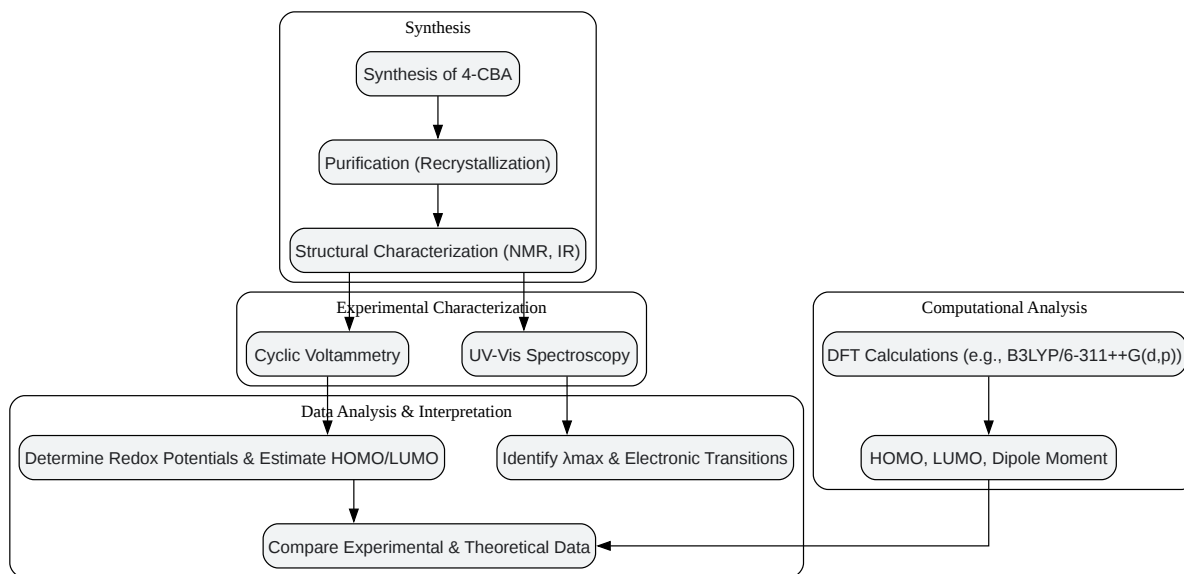 Synthesis
Synthesis of 4-CBA
Purification (Recrystallization)
Structural Characterization (NMR, IR)
Experimental Characterization
Cyclic Voltammetry
UV-Vis Spectroscopy
Computational Analysis
DFT Calculations (e.g., B3LYP/6-311++G(d,p))
HOMO, LUMO, Dipole Moment
Data Analysis & Interpretation
Determine Redox Potentials & Estimate HOMO/LUMO
Identify λmax & Electronic Transitions
Compare Experimental & Theoretical Data